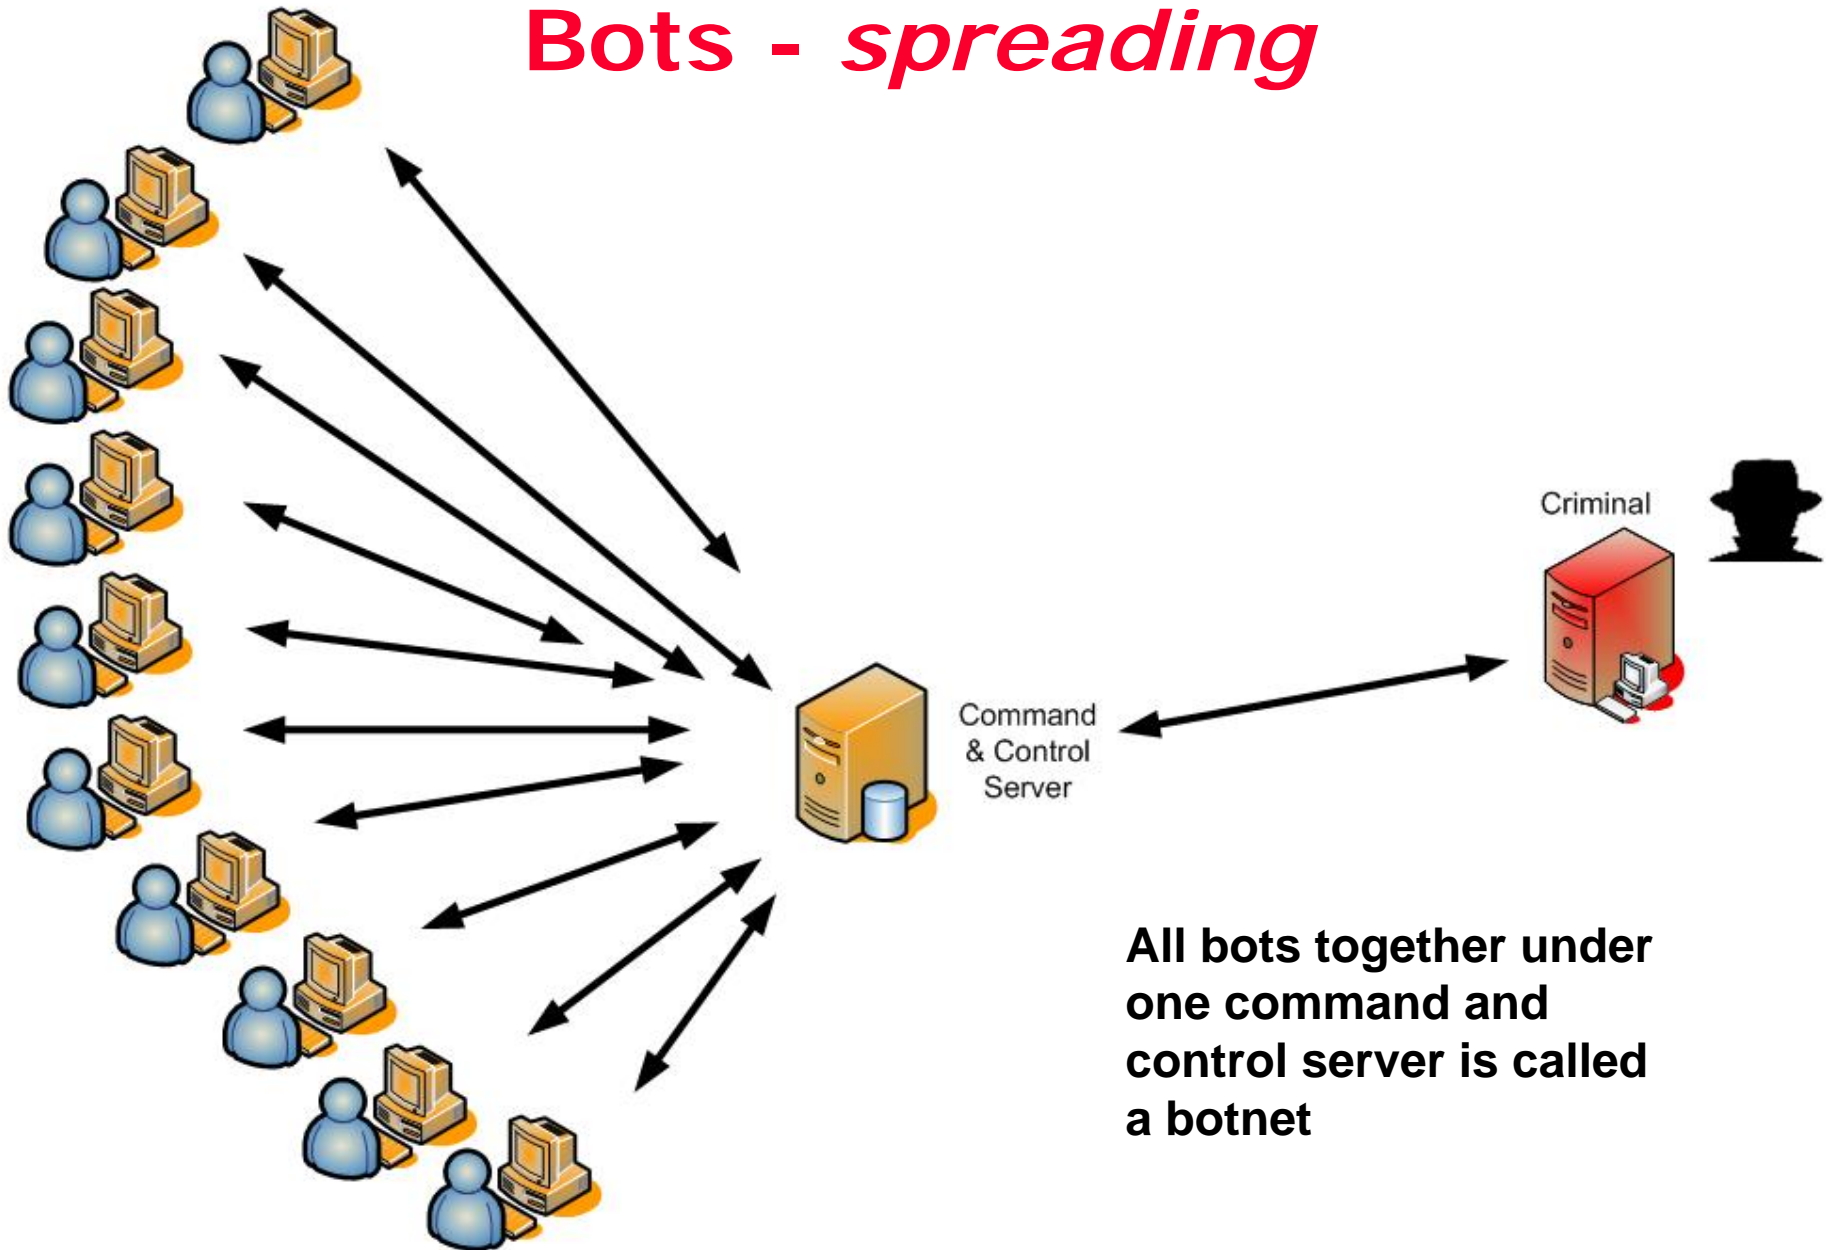 Bots - spreading
Criminal
Command
& Control
Server
All bots together under
one command and
control server is called
a botnet